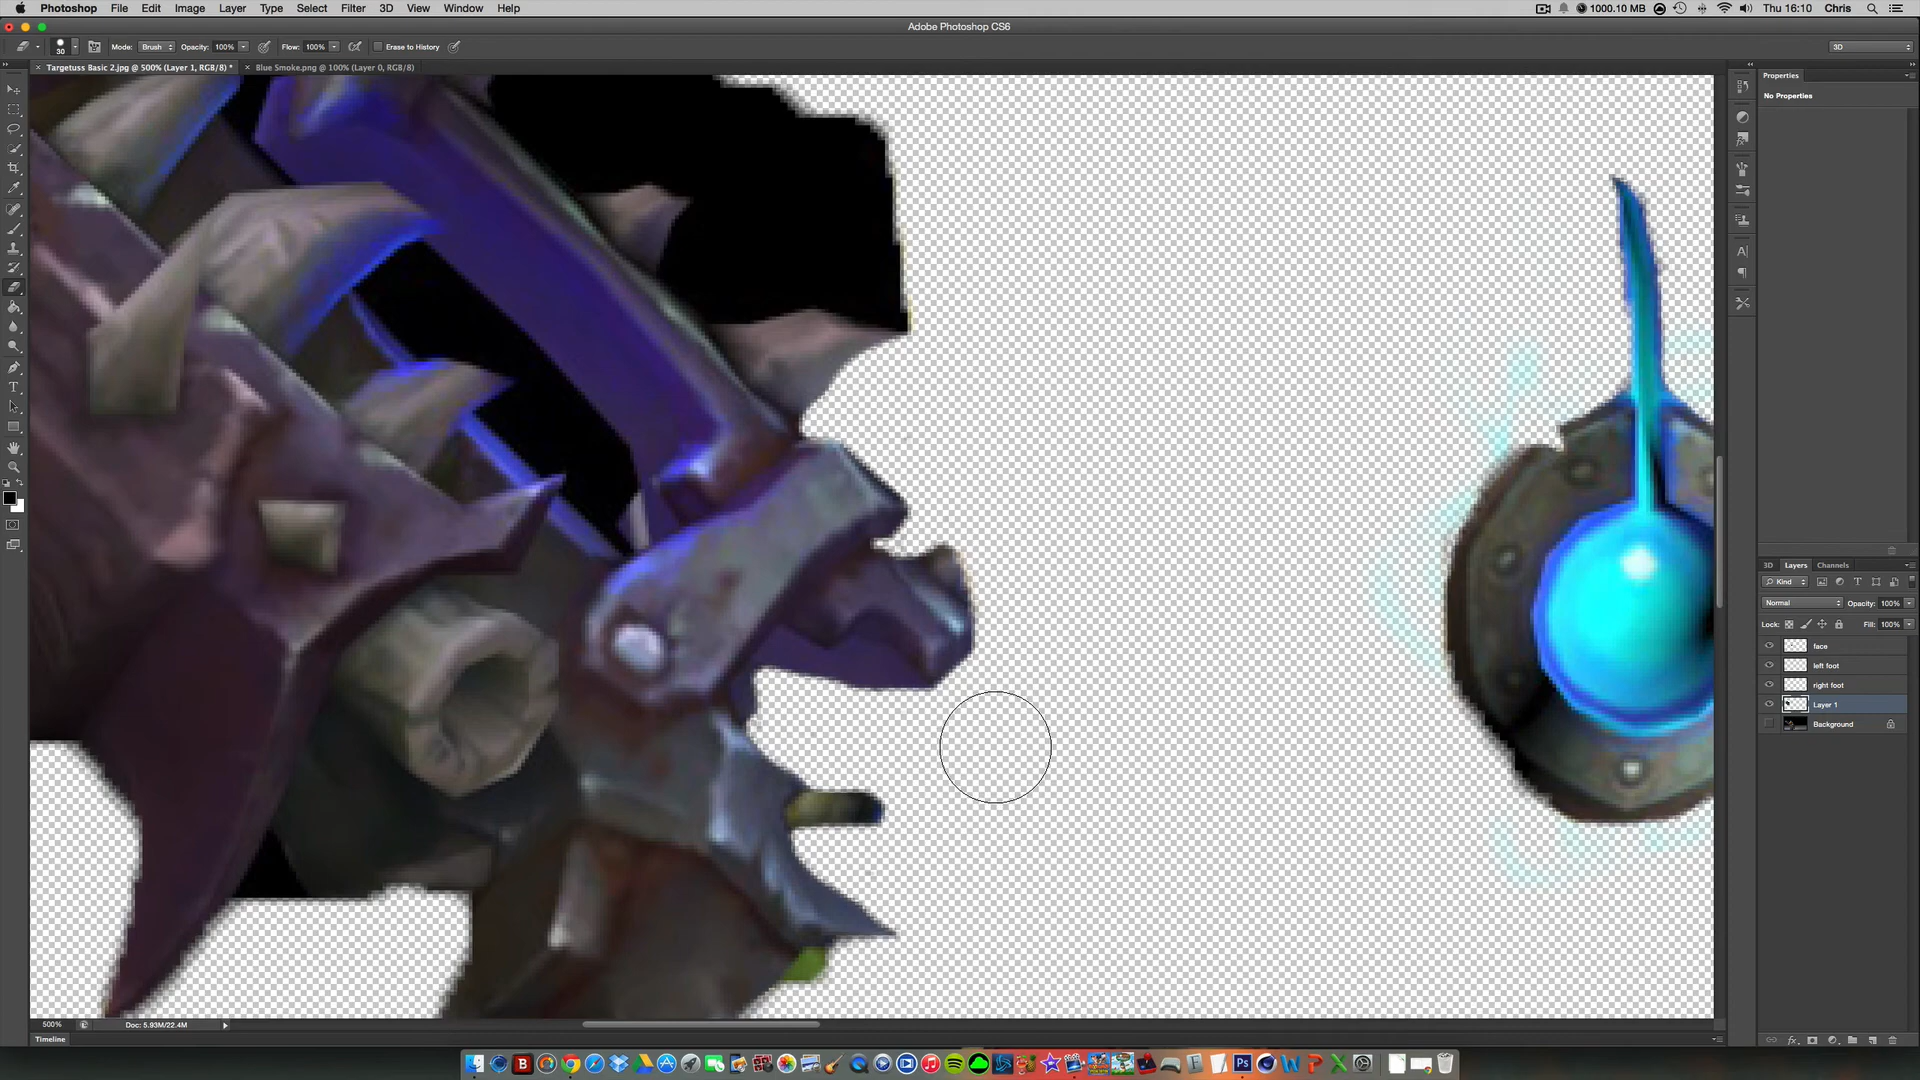 Photoshop File Edit Image Layer Type Select Filter 3D View Window Help
1000.10 MB Thu 16:10 Chris
Adobe Photoshop CS6
30 Mode: Brush Opacity: 100% Flow: 100% Erase to History 3D
Targetuss Basic 2.jpg @ 500% (Layer 1, RGB/8) * Blue Smoke.png @ 100% (Layer 0, RGB/8)
Properties
No Properties
3D Layers Channels
Kind
Normal Opacity: 100%
Lock: Fill: 100%
face
left foot
right foot
Layer 1
Background
500% Doc: 5.93M/22.4M
Timeline